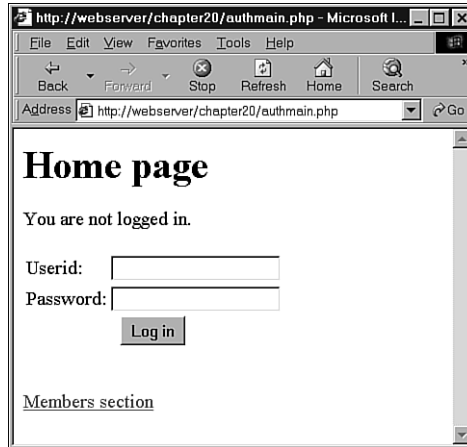 http://webserver/chapter20/authmain.php - Microsoft I...
File Edit View Favorites Tools Help
Back Forward Stop Refresh Home Search
Address http://webserver/chapter20/authmain.php Go
Home page
You are not logged in.
Userid:
Password:
Log in
Members section